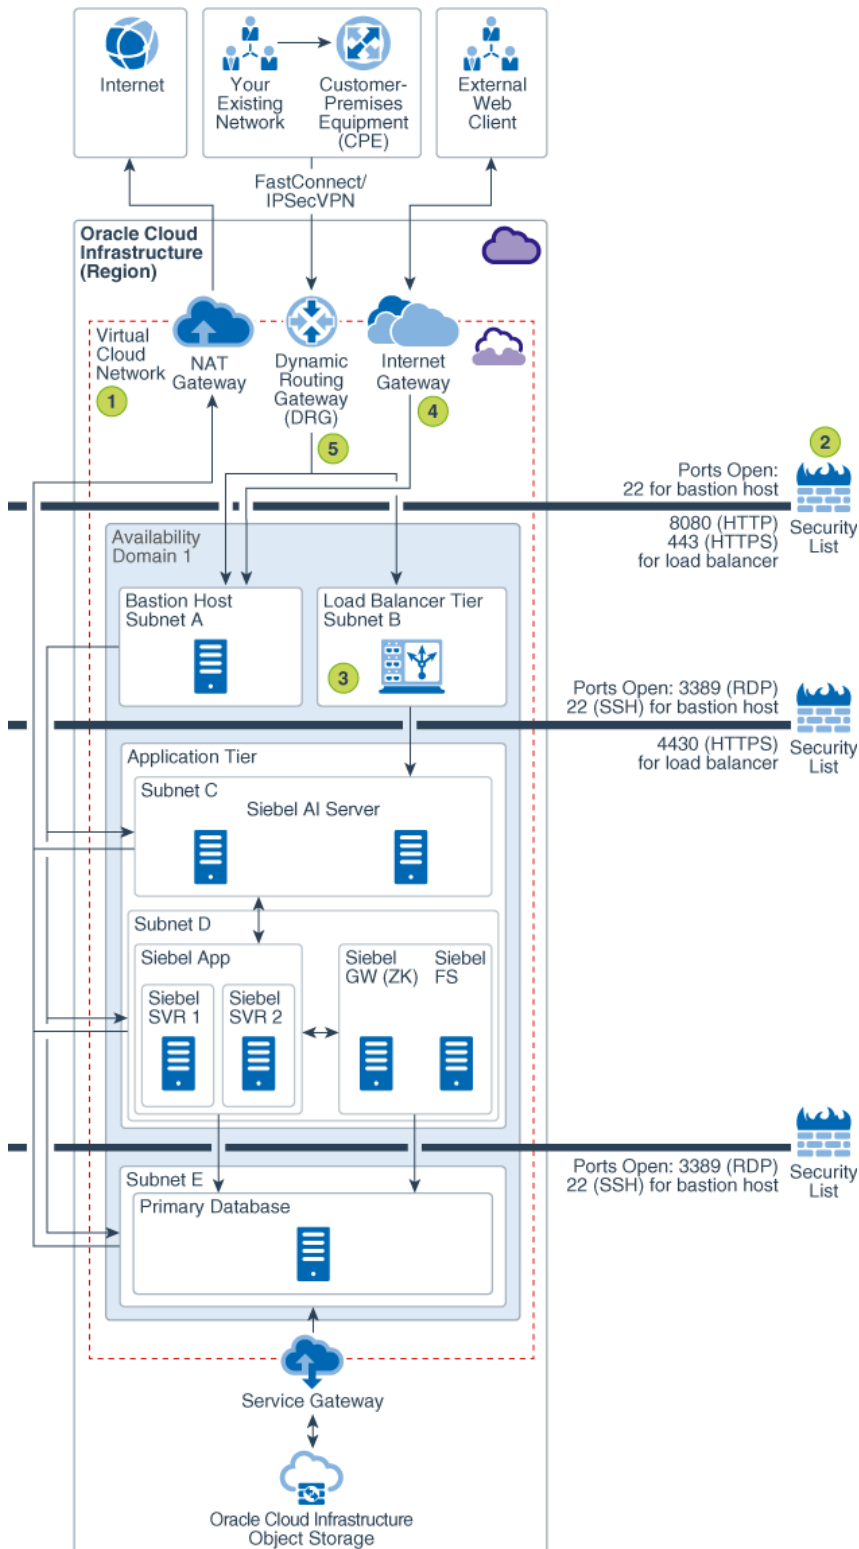 Internet
Your
Existing
Network
Customer-
Premises
Equipment
(CPE)
External
Web
Client
FastConnect/
IPSecVPN
Oracle Cloud
Infrastructure
(Region)
Virtual
Cloud
Network
1
NAT
Gateway
Dynamic
Routing
Gateway
(DRG)
5
Internet
Gateway
4
2
Ports Open:
22 for bastion host
8080 (HTTP)
443 (HTTPS)
for load balancer
Security
List
Availability
Domain 1
Bastion Host
Subnet A
Load Balancer Tier
Subnet B
3
Ports Open: 3389 (RDP)
22 (SSH) for bastion host
4430 (HTTPS)
for load balancer
Security
List
Application Tier
Subnet C
Siebel AI Server
Subnet D
Siebel App
Siebel
SVR 1
Siebel
SVR 2
Siebel
GW (ZK)
Siebel
FS
Ports Open: 3389 (RDP)
22 (SSH) for bastion host
Security
List
Subnet E
Primary Database
Service Gateway
Oracle Cloud Infrastructure
Object Storage